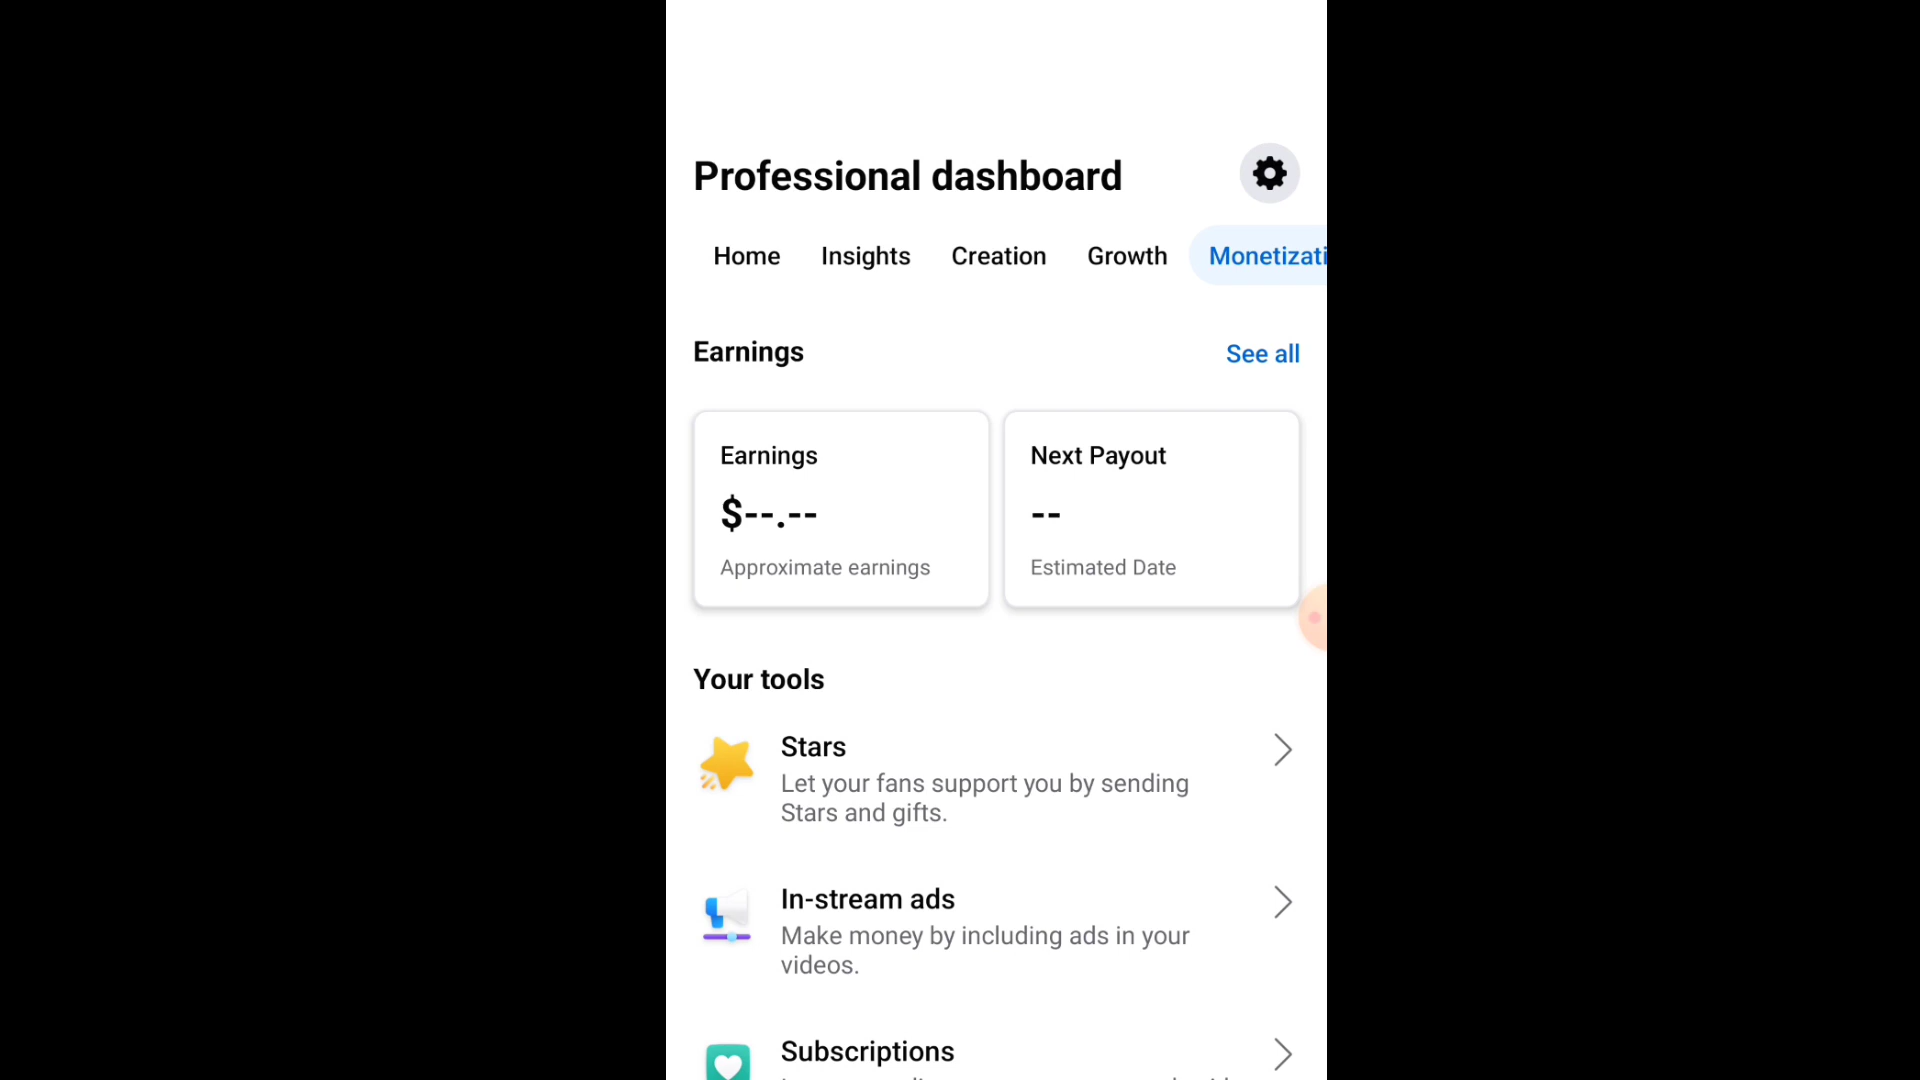 Professional dashboard
Home Insights Creation Growth Monetizati
Earnings See all
Earnings
$--.--
Approximate earnings
Next Payout
--
Estimated Date
Your tools
Stars
Let your fans support you by sending
Stars and gifts.
In-stream ads
Make money by including ads in your
videos.
Subscriptions